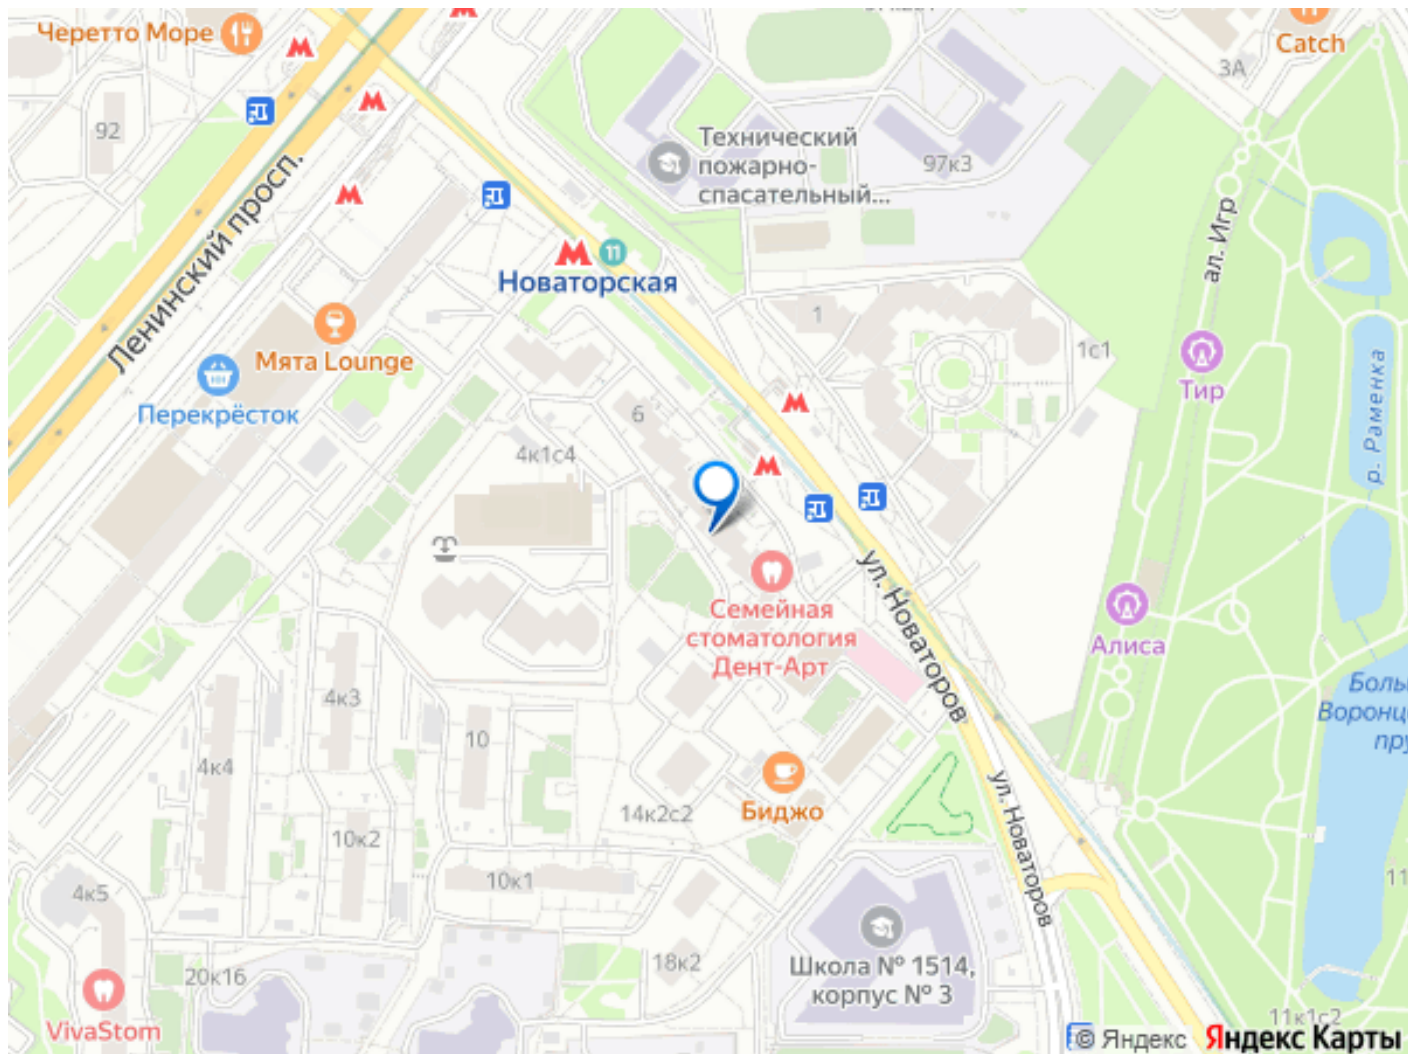 Черетто Море
Catch
3А
92
Технический
пожарно-
спасательный...
97к3
Ленинский просп.
ал. Игр
11
Новаторская
1
1с1
Мята Lounge
Тир
р. Раменка
Перекрёсток
6
4к1с4
ул. Новаторов
Семейная
стоматология
Дент-Арт
Алиса
4к3
10
4к4
14к2с2
Биджо
ул. Новаторов
10к2
10к1
4к5
11
Школа № 1514,
корпус № 3
18к2
20к16
VivaStom
11к1с2
© Яндекс
Яндекс Карты